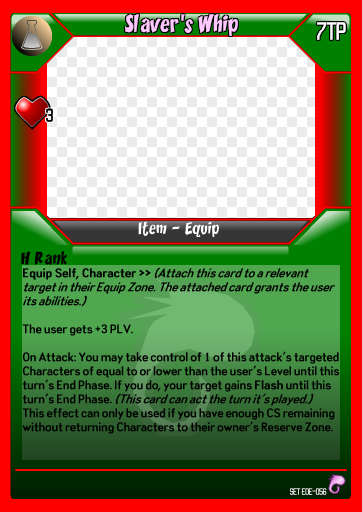 Slaver's Whip
7TP
3
Item - Equip
H Rank
Equip Self, Character >> (Attach this card to a relevant
target in their Equip Zone. The attached card grants the user
its abilities.)
The user gets +3 PLV.
On Attack: You may take control of 1 of this attack's targeted
Characters of equal to or lower than the user's Level until this
turn's End Phase. If you do, your target gains Flash until this
turn's End Phase. (This card can act the turn it's played.)
This effect can only be used if you have enough CS remaining
without returning Characters to their owner's Reserve Zone.
SET EDE-056